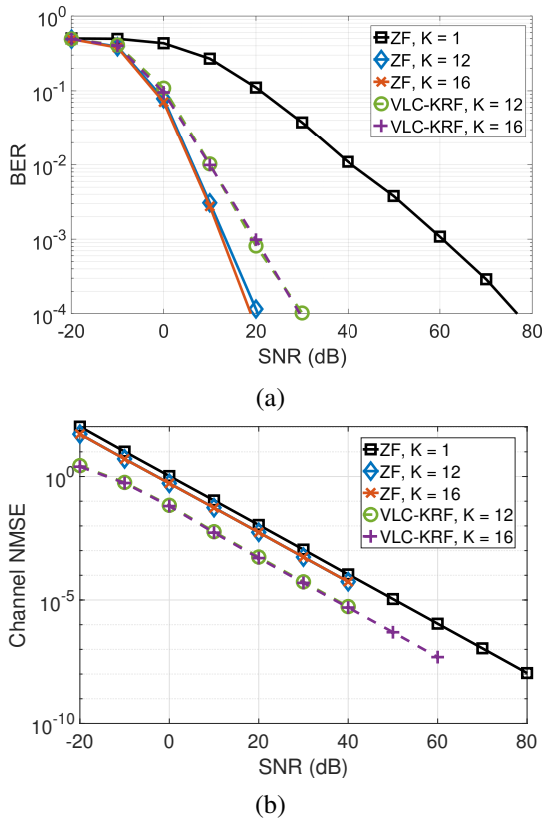 10^0
10^-1
10^-2
10^-3
10^-4
BER
ZF, K = 1
ZF, K = 12
ZF, K = 16
VLC-KRF, K = 12
VLC-KRF, K = 16
-20 0 20 40 60 80
SNR (dB)
(a)
10^0
10^-5
10^-10
Channel NMSE
ZF, K = 1
ZF, K = 12
ZF, K = 16
VLC-KRF, K = 12
VLC-KRF, K = 16
-20 0 20 40 60 80
SNR (dB)
(b)